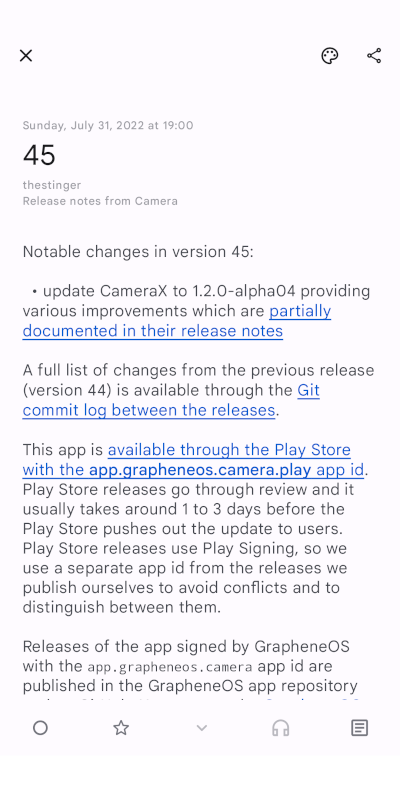 Sunday, July 31, 2022 at 19:00
45
thestinger
Release notes from Camera
Notable changes in version 45:
• update CameraX to 1.2.0-alpha04 providing
various improvements which are partially
documented in their release notes
A full list of changes from the previous release
(version 44) is available through the Git
commit log between the releases.
This app is available through the Play Store
with the app.grapheneos.camera.play app id.
Play Store releases go through review and it
usually takes around 1 to 3 days before the
Play Store pushes out the update to users.
Play Store releases use Play Signing, so we
use a separate app id from the releases we
publish ourselves to avoid conflicts and to
distinguish between them.
Releases of the app signed by GrapheneOS
with the app.grapheneos.camera app id are
published in the GrapheneOS app repository